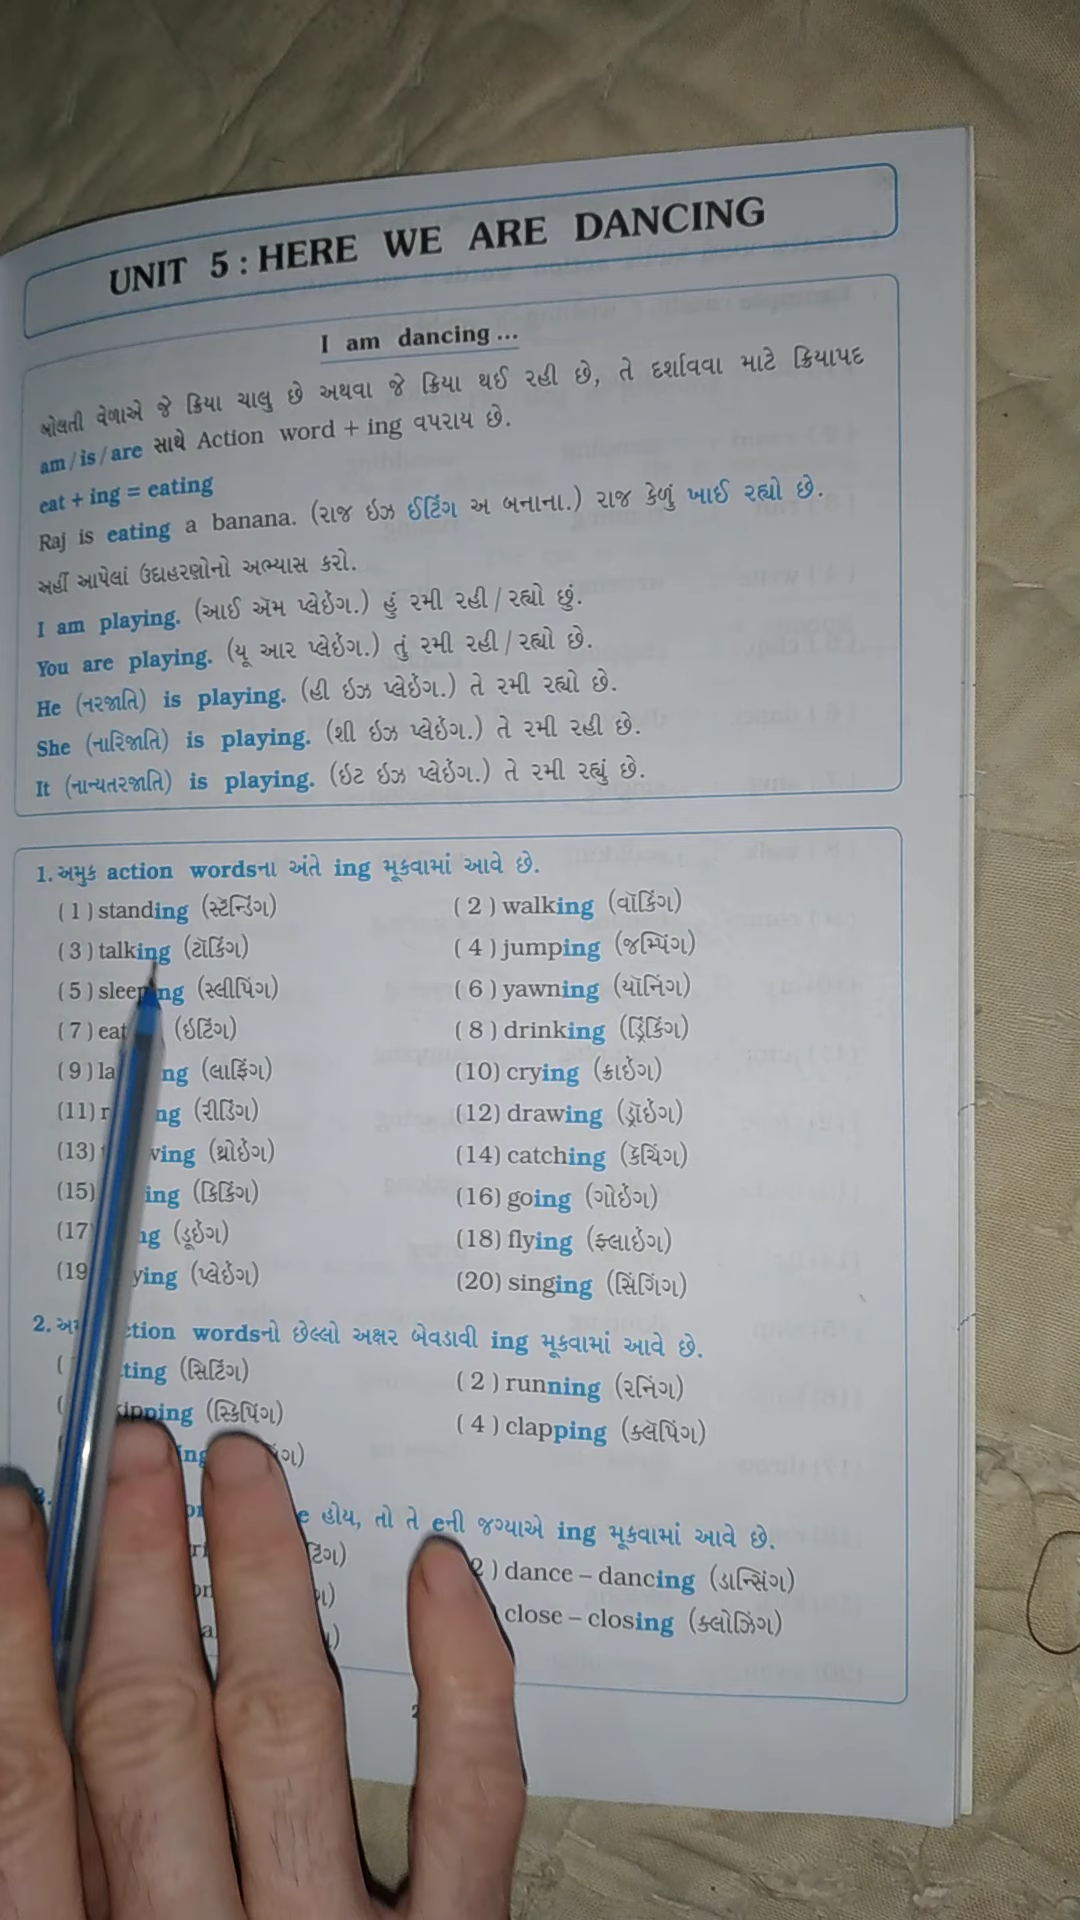 UNIT 5 : HERE WE ARE DANCING
I am dancing ...
બોલતી વેળાએ જે ક્રિયા ચાલુ છે અથવા જે ક્રિયા થઈ રહી છે, તે દર્શાવવા માટે ક્રિયાપદ
am / is / are સાથે Action word + ing વપરાય છે.
eat + ing = eating
Raj is eating a banana. (રાજ ઇઝ ઈટિંગ અ બનાના.) રાજ કેળું ખાઈ રહ્યો છે.
અહીં આપેલાં ઉદાહરણોનો અભ્યાસ કરો.
I am playing. (આઈ ઍમ પ્લેઇંગ.) હું રમી રહી / રહ્યો છું.
You are playing. (યૂ આર પ્લેઇંગ.) તું રમી રહી / રહ્યો છે.
He (નરજાતિ) is playing. (હી ઇઝ પ્લેઇંગ.) તે રમી રહ્યો છે.
She (નારિજાતિ) is playing. (શી ઇઝ પ્લેઇંગ.) તે રમી રહી છે.
It (નાન્યતરજાતિ) is playing. (ઇટ ઇઝ પ્લેઇંગ.) તે રમી રહ્યું છે.
1. અમુક action wordsના અંતે ing મૂકવામાં આવે છે.
( 1 ) standing (સ્ટૅન્ડિંગ) ( 2 ) walking (વૉકિંગ)
( 3 ) talking (ટૉકિંગ) ( 4 ) jumping (જમ્પિંગ)
( 5 ) sleeping (સ્લીપિંગ) ( 6 ) yawning (યૉનિંગ)
( 7 ) eat (ઈટિંગ) ( 8 ) drinking (ડ્રિંકિંગ)
( 9 ) la ng (લાફિંગ) (10) crying (ક્રાઇંગ)
(11) r ng (રીડિંગ) (12) drawing (ડ્રૉઇંગ)
(13) wing (થ્રોઇંગ) (14) catching (કૅચિંગ)
(15) ing (કિકિંગ) (16) going (ગોઇંગ)
(17) ng (ડૂઇંગ) (18) flying (ફ્લાઇંગ)
(19 ying (પ્લેઇંગ) (20) singing (સિંગિંગ)
2. action wordsનો છેલ્લો અક્ષર બેવડાવી ing મૂકવામાં આવે છે.
ting (સિટિંગ) ( 2 ) running (રનિંગ)
ipping (સ્કિપિંગ) ( 4 ) clapping (ક્લૅપિંગ)
ing
e હોય, તો તે eની જગ્યાએ ing મૂકવામાં આવે છે.
2 ) dance – dancing (ડાન્સિંગ)
close – closing (ક્લોઝિંગ)